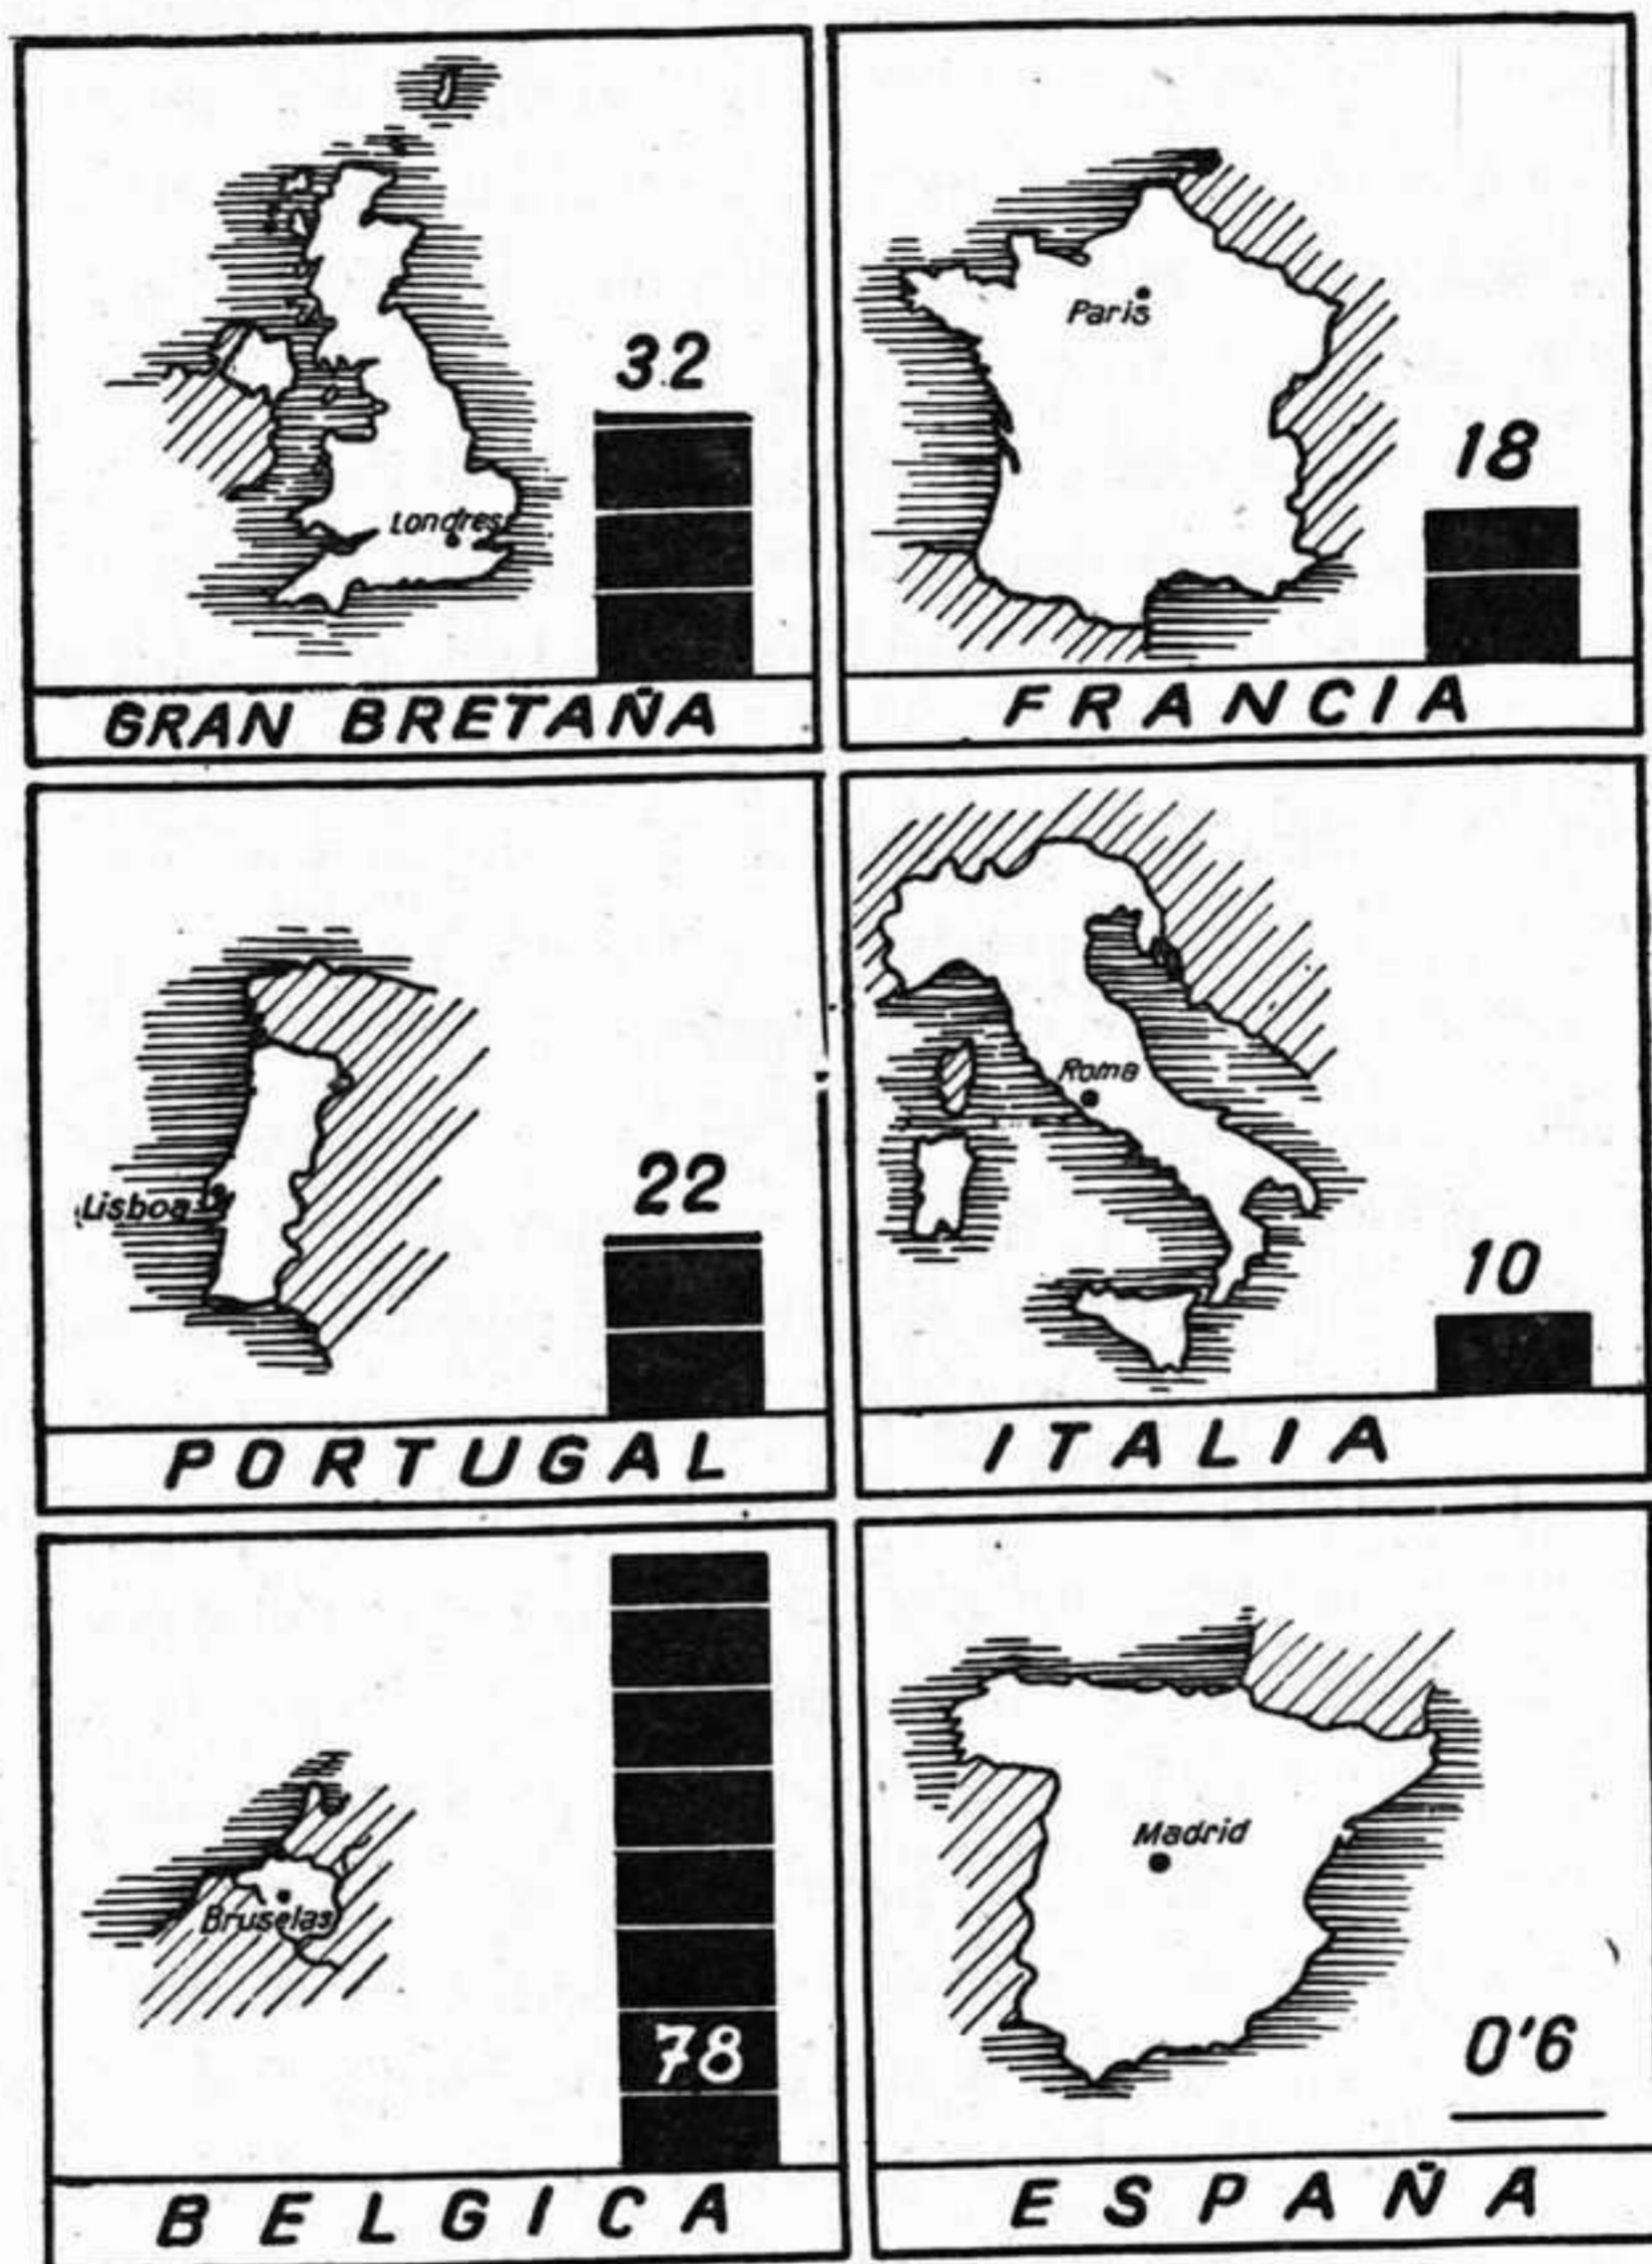 32
Londres
GRAN BRETAÑA
Paris
18
FRANCIA
Lisboa
22
PORTUGAL
Roma
10
ITALIA
78
Bruselas
BELGICA
Madrid
0'6
ESPAÑA